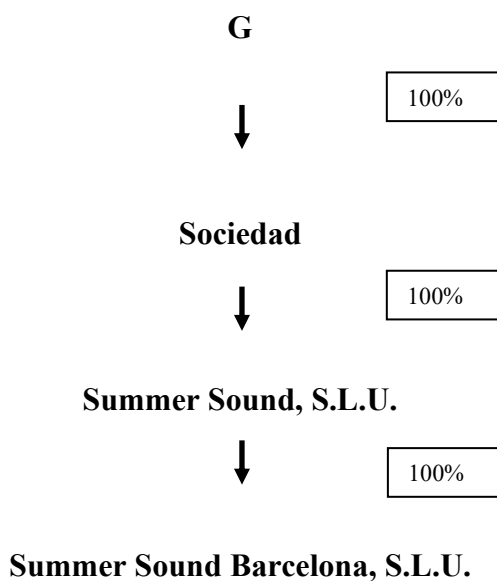 G
100%
Sociedad
100%
Summer Sound, S.L.U.
100%
Summer Sound Barcelona, S.L.U.